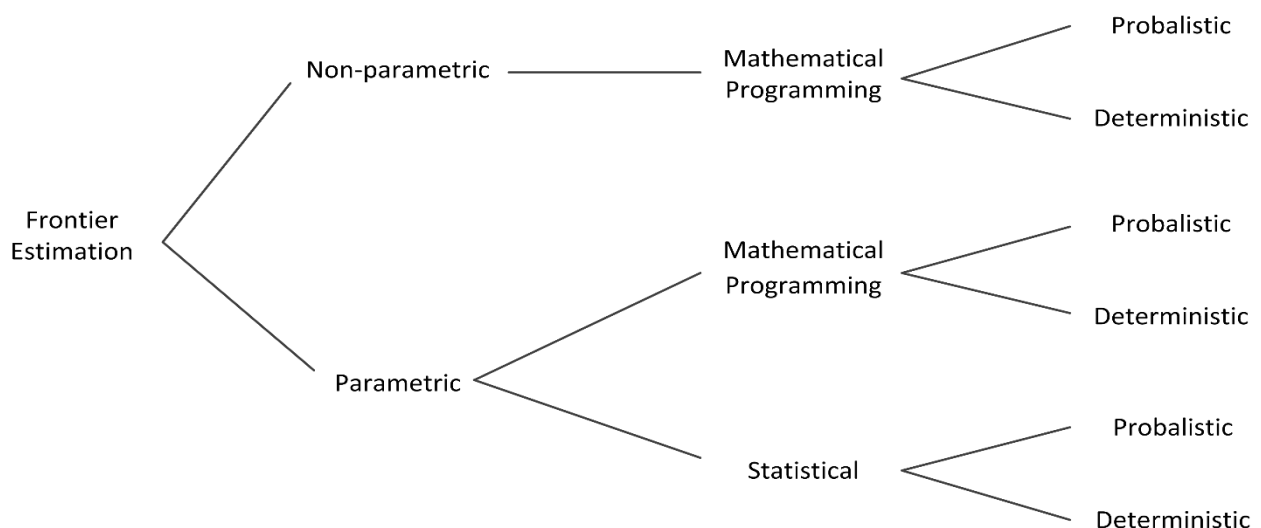 Probalistic
Non-parametric
Mathematical
Programming
Deterministic
Frontier
Estimation
Probalistic
Mathematical
Programming
Deterministic
Parametric
Probalistic
Statistical
Deterministic